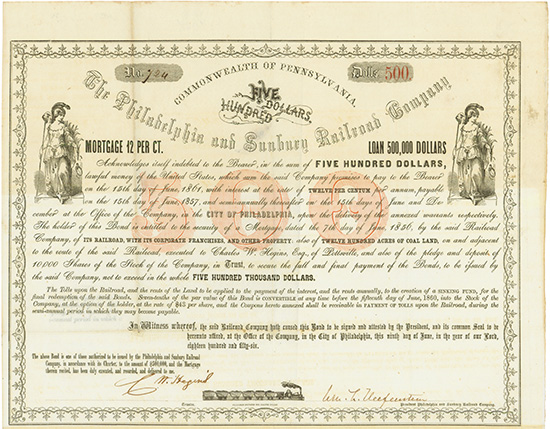 No. 724
Dolls. 500.
COMMONWEALTH OF PENNSYLVANIA.
FIVE
HUNDRED DOLLARS.
The Philadelphia and Sunbury Railroad Company
MORTGAGE 12 PER CT.
LOAN 500,000 DOLLARS
Acknowledges itself indebted to the Bearer, in the sum of FIVE HUNDRED DOLLARS,
lawful money of the United States, which sum the said Company promises to pay to the Bearer
on the 15th day of June, 1861, with interest at the rate of TWELVE PER CENTUM per annum, payable
on the 15th day of June, 1857, and semi-annually thereafter on the 15th days of June and De-
cember at the Office of the Company, in the CITY OF PHILADELPHIA, upon the delivery of the annexed warrants respectively.
The holder of this Bond is entitled to the security of a Mortgage, dated the 7th day of June, 1856, by the said Railroad
Company, of ITS RAILROAD, WITH ITS CORPORATE FRANCHISES, AND OTHER PROPERTY: also of TWELVE HUNDRED ACRES OF COAL LAND, on and adjacent
to the route of the said Railroad, executed to Charles W. Hegins, Esq., of Pottsville, and also of the pledge and deposit of
10,000 Shares of the Stock of the Company, in Trust, to secure the full and final payment of the Bonds, to be issued by the
said Company, not to exceed in the whole FIVE HUNDRED THOUSAND DOLLARS.
The Tolls upon the Railroad, and the rents of the Land to be applied to the payment of the interest, and the rents annually, to the creation of a SINKING FUND, for the
final redemption of the said Bonds. Seven-tenths of the par value of this Bond is CONVERTIBLE at any time before the fifteenth day of June, 1860, into the Stock of the
Company, at the option of the holder, at $45 per share, and the Coupons hereto annexed shall be receivable in PAYMENT OF TOLLS upon the Railroad, during the
semi-annual period in which they may become payable.
In Witness whereof, the said Railroad Company hath caused this Bond to be signed and attested by the President, and its common Seal to be
hereunto affixed, at the Office of the Company, in the City of Philadelphia, this ninth day of June, in the year of our Lord,
eighteen hundred and fifty-six.
The above Bond is one of those authorized to be issued by the Philadelphia and Sunbury Railroad
Company, in accordance with its Charter, to the amount of $500,000, and the Mortgage
therein recited, has been duly executed, and recorded, and delivered to me.
C. W. Hegins
Trustee.
President Philadelphia and Sunbury Railroad Company.